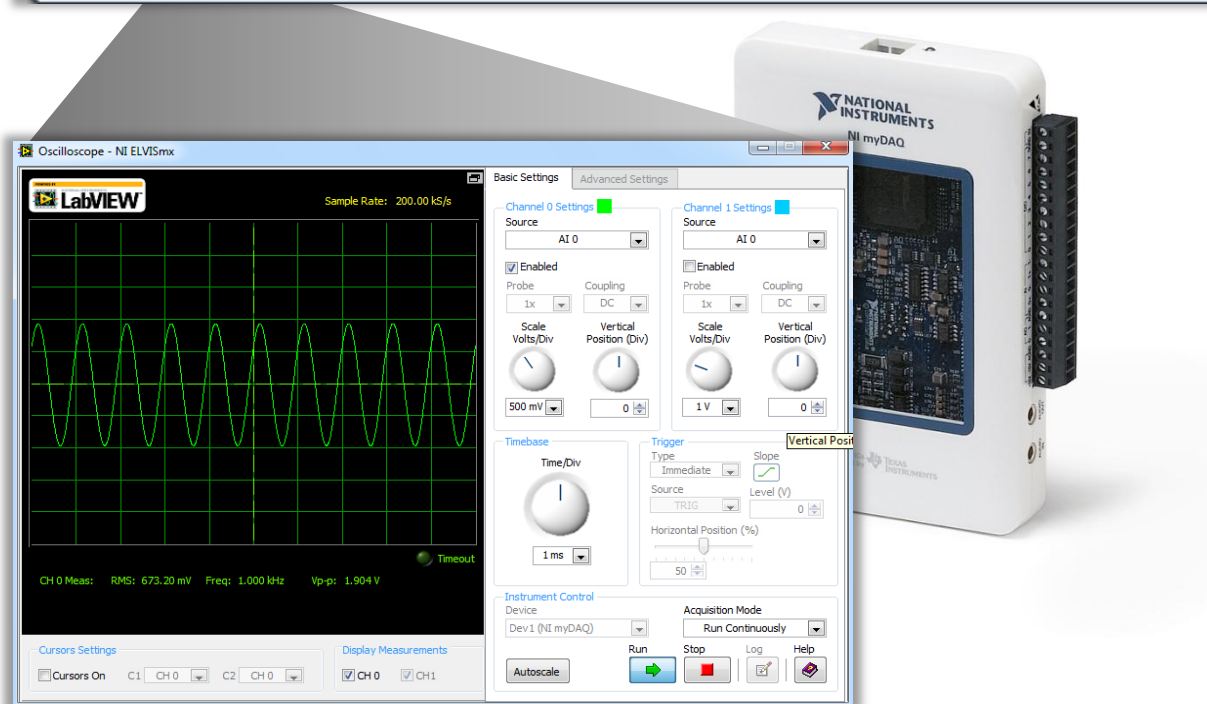 NATIONAL
INSTRUMENTS
NI myDAQ
TEXAS
INSTRUMENTS
Oscilloscope - NI ELVISmx
LabVIEW
Sample Rate: 200.00 kS/s
Timeout
CH 0 Meas: RMS: 673.20 mV Freq: 1.000 kHz Vp-p: 1.904 V
Cursors Settings
Cursors On C1 CH 0 C2 CH 0
Display Measurements
CH 0 CH1
Basic Settings Advanced Settings
Channel 0 Settings
Source
AI 0
Enabled
Probe Coupling
1x DC
Scale Vertical
Volts/Div Position (Div)
500 mV 0
Channel 1 Settings
Source
AI 0
Enabled
Probe Coupling
1x DC
Scale Vertical
Volts/Div Position (Div)
1 V 0
Vertical Posit
Timebase
Time/Div
1 ms
Trigger
Type Slope
Immediate
Source Level (V)
TRIG 0
Horizontal Position (%)
50
Instrument Control
Device Acquisition Mode
Dev1 (NI myDAQ) Run Continuously
Run Stop Log Help
Autoscale